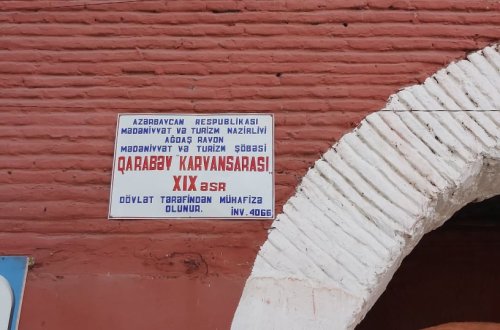 AZƏRBAYCAN RESPUBLİKASI
MƏDƏNİYYƏT VƏ TURİZM NAZİRLİYİ
AĞDAŞ RAYON
MƏDƏNİYYƏT VƏ TURİZM ŞÖBƏSİ
QARABƏY KARVANSARASI
XIX ƏSR
DÖVLƏT TƏRƏFİNDƏN MÜHAFİZƏ
OLUNUR. İNV. 4066